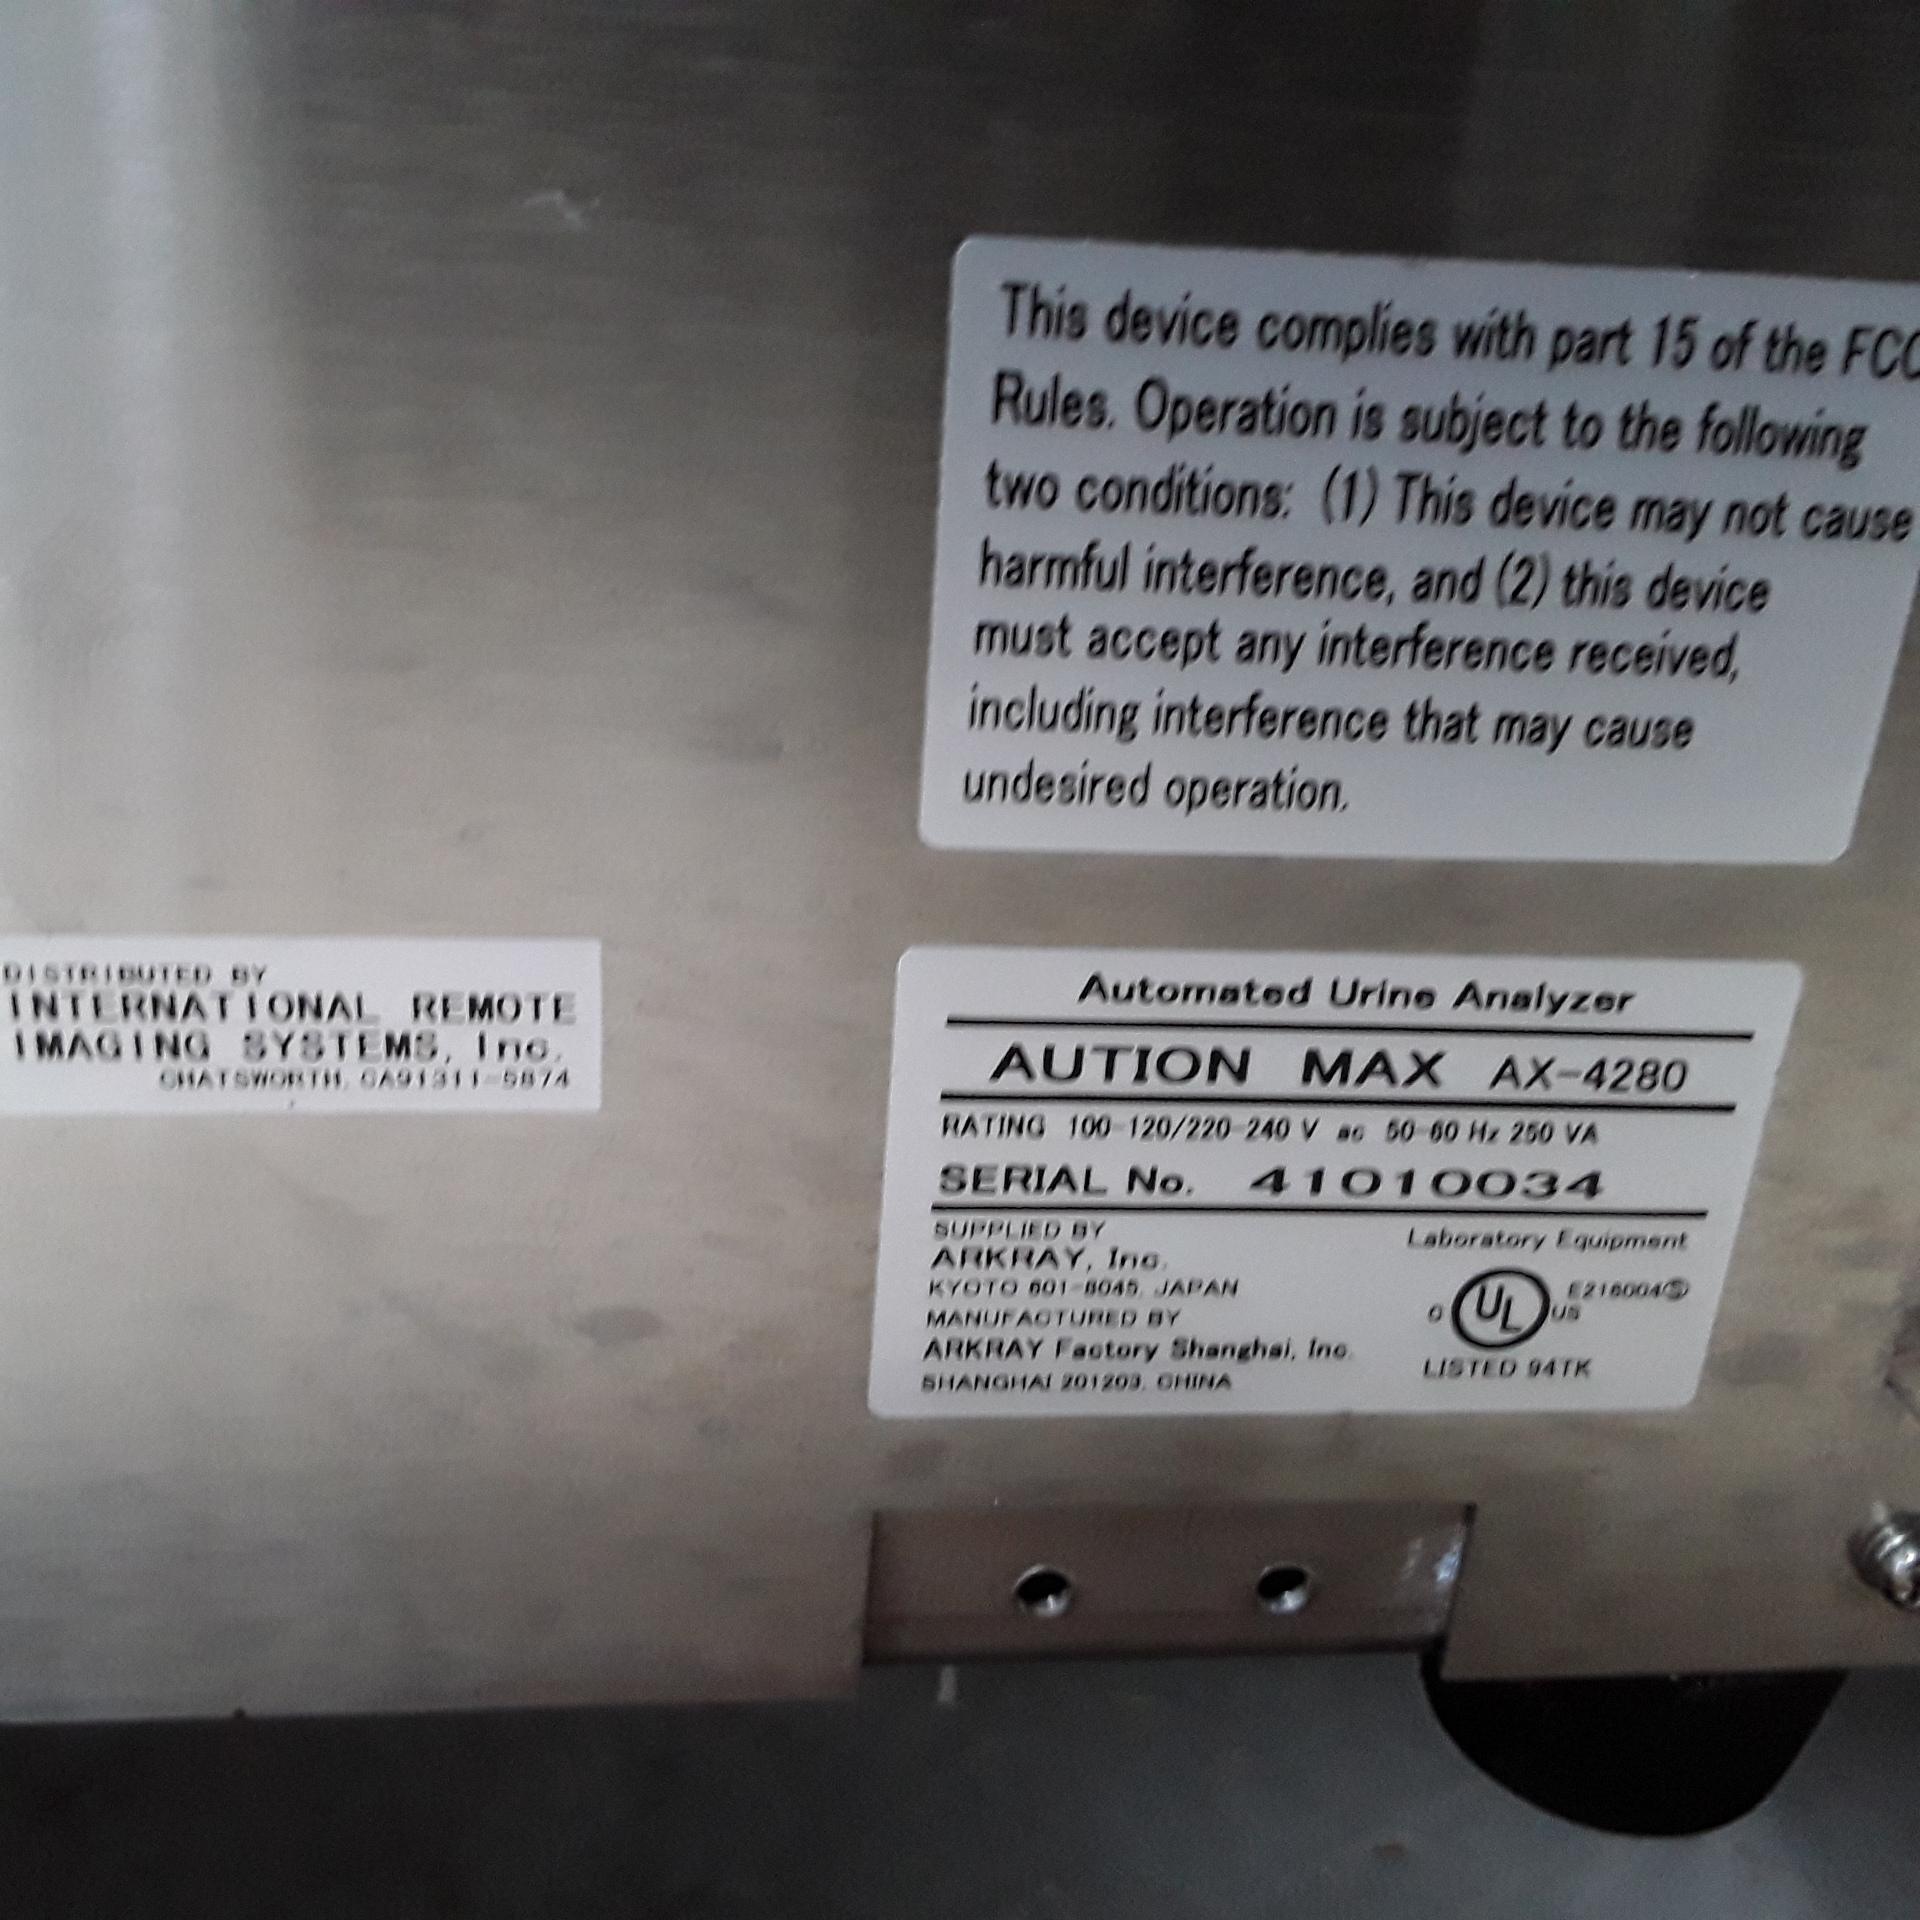 This device complies with part 15 of the FCC
Rules. Operation is subject to the following
two conditions: (1) This device may not cause
harmful interference, and (2) this device
must accept any interference received,
including interference that may cause
undesired operation.
DISTRIBUTED BY
INTERNATIONAL REMOTE
IMAGING SYSTEMS, Inc.
CHATSWORTH, CA91311-5874
Automated Urine Analyzer
AUTION MAX AX-4280
RATING 100-120/220-240 V ac 50-60 Hz 250 VA
SERIAL No. 41010034
SUPPLIED BY
ARKRAY, Inc.
KYOTO 601-8045, JAPAN
MANUFACTURED BY
ARKRAY Factory Shanghai, Inc.
SHANGHAI 201203, CHINA
Laboratory Equipment
C UL US E216004
LISTED 94TK